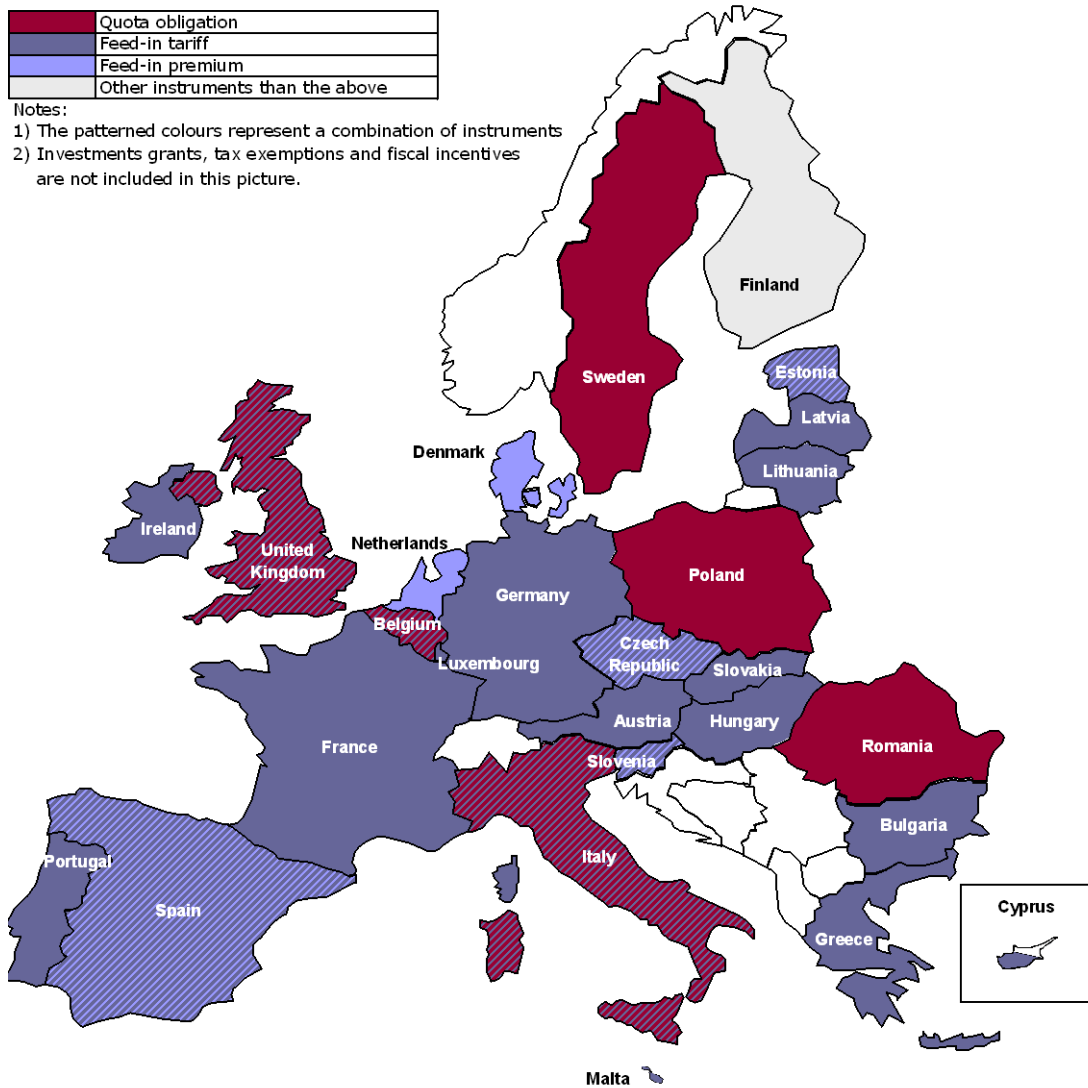 Quota obligation
Feed-in tariff
Feed-in premium
Other instruments than the above
Notes:
1) The patterned colours represent a combination of instruments
2) Investments grants, tax exemptions and fiscal incentives
are not included in this picture.
Finland
Estonia
Sweden
Latvia
Denmark
Lithuania
Ireland
Netherlands
United
Kingdom
Poland
Germany
Belgium
Czech
Republic
Luxembourg
Slovakia
Austria
Hungary
France
Romania
Slovenia
Bulgaria
Italy
Portugal
Spain
Cyprus
Greece
Malta